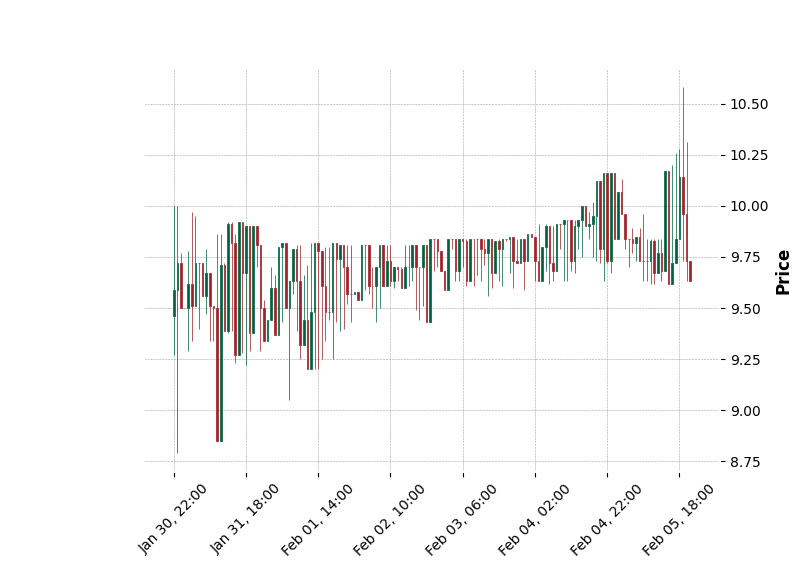 10.50
10.25
10.00
9.75
9.50
9.25
9.00
8.75
Price
Jan 30, 22:00
Jan 31, 18:00
Feb 01, 14:00
Feb 02, 10:00
Feb 03, 06:00
Feb 04, 02:00
Feb 04, 22:00
Feb 05, 18:00